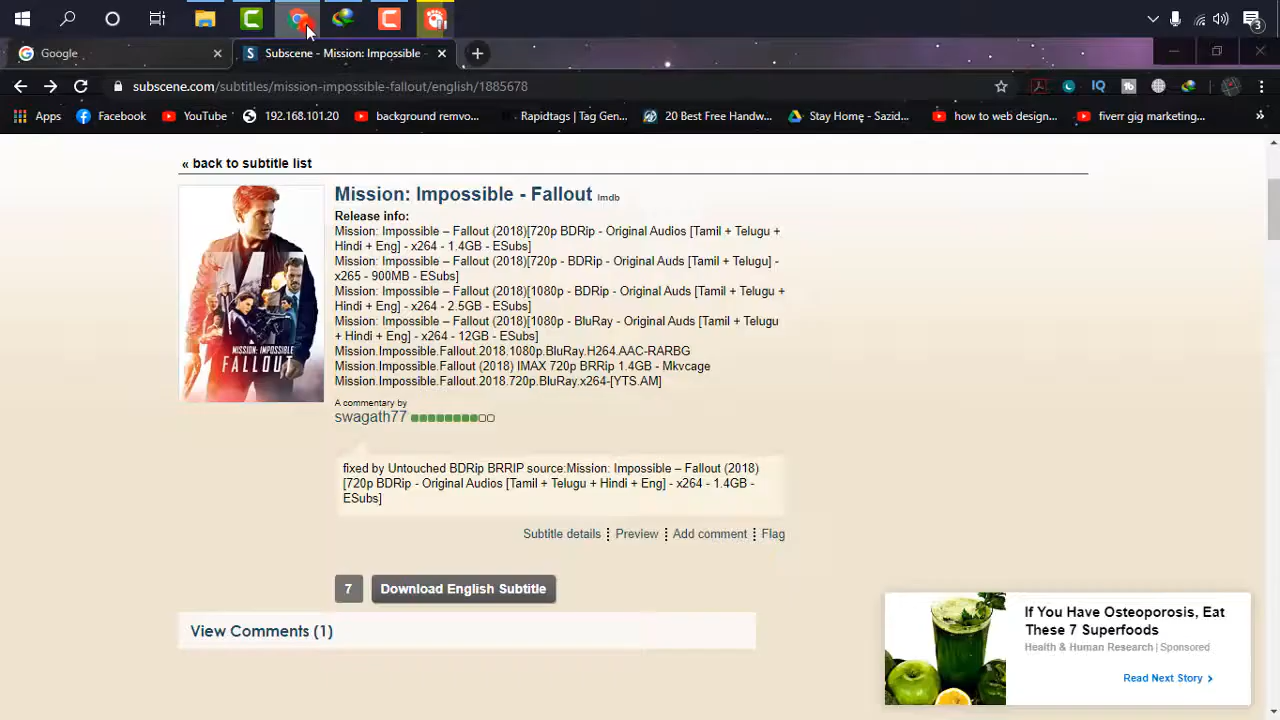 3
Google
Subscene - Mission: Impossible -
subscene.com/subtitles/mission-impossible-fallout/english/1885678
IQ
Apps
Facebook
YouTube
192.168.101.20
background remvo...
Rapidtags | Tag Gen...
20 Best Free Handw...
Stay Home - Sazid...
how to web design...
fiverr gig marketing...
« back to subtitle list
Mission: Impossible - Fallout Imdb
Release info:
Mission: Impossible – Fallout (2018)[720p BDRip - Original Audios [Tamil + Telugu +
Hindi + Eng] - x264 - 1.4GB - ESubs]
Mission: Impossible – Fallout (2018)[720p - BDRip - Original Auds [Tamil + Telugu] -
x265 - 900MB - ESubs]
Mission: Impossible – Fallout (2018)[1080p - BDRip - Original Auds [Tamil + Telugu +
Hindi + Eng] - x264 - 2.5GB - ESubs]
Mission: Impossible – Fallout (2018)[1080p - BluRay - Original Auds [Tamil + Telugu
+ Hindi + Eng] - x264 - 12GB - ESubs]
Mission.Impossible.Fallout.2018.1080p.BluRay.H264.AAC-RARBG
Mission.Impossible.Fallout (2018) IMAX 720p BRRip 1.4GB - Mkvcage
Mission.Impossible.Fallout.2018.720p.BluRay.x264-[YTS.AM]
MISSION: IMPOSSIBLE
FALLOUT
A commentary by
swagath77
fixed by Untouched BDRip BRRIP source:Mission: Impossible – Fallout (2018)
[720p BDRip - Original Audios [Tamil + Telugu + Hindi + Eng] - x264 - 1.4GB -
ESubs]
Subtitle details
Preview
Add comment
Flag
7
Download English Subtitle
View Comments (1)
If You Have Osteoporosis, Eat
These 7 Superfoods
Health & Human Research | Sponsored
Read Next Story